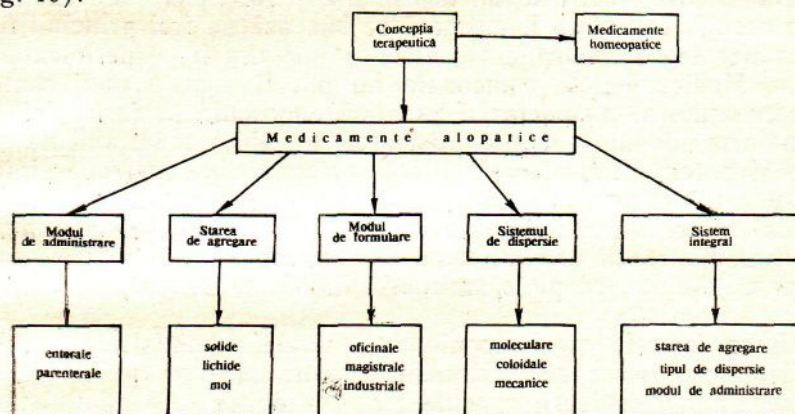 g. 10).
Concepția
terapeutică
Medicamente
homeopatice
Medicamente alopatice
Modul
de administrare
Starea
de agregare
Modul
de formulare
Sistemul
de dispersie
Sistem
integral
enterale
parenterale
solide
lichide
moi
oficinale
magistrale
industriale
moleculare
coloidale
mecanice
starea de agregare
tipul de dispersie
modul de administrare